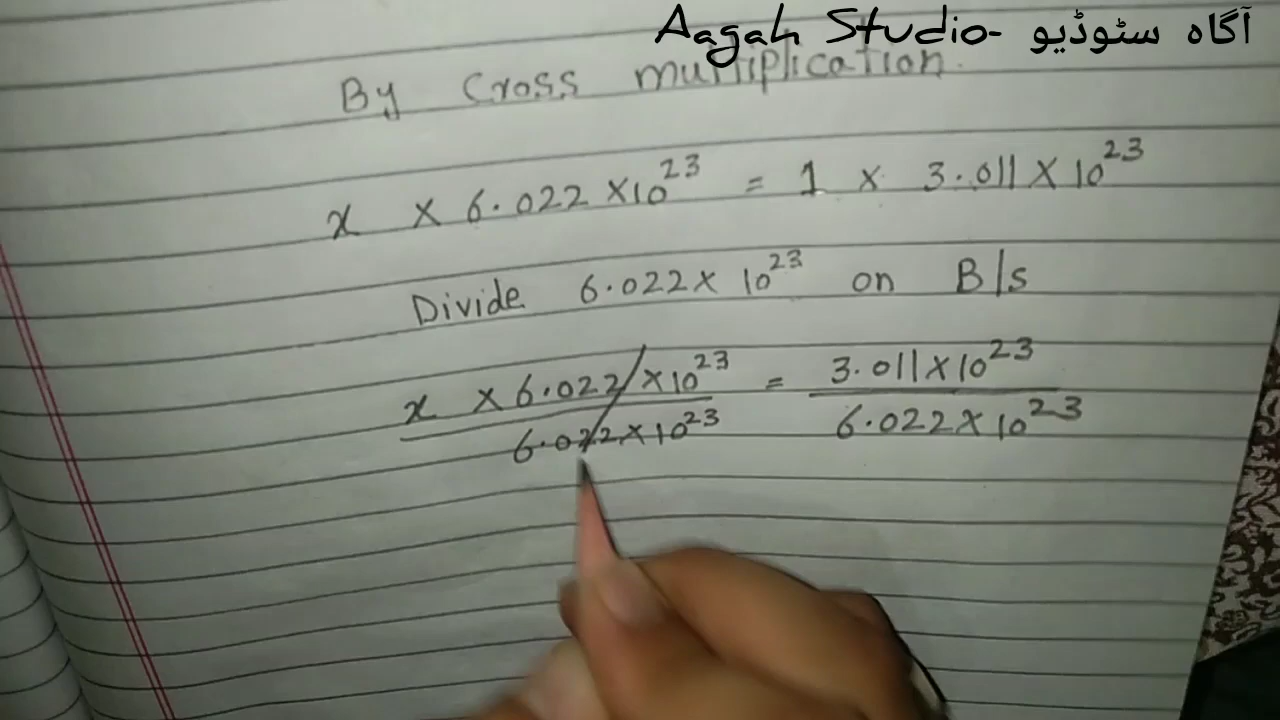 Aagah Studio- آگاہ سٹوڈیو
By Cross multiplication.
x × 6.022 × 10²³ = 1 × 3.011 × 10²³
Divide 6.022 × 10²³ on B/s
x × 6.022 × 10²³ / 6.022 × 10²³ = 3.011 × 10²³ / 6.022 × 10²³